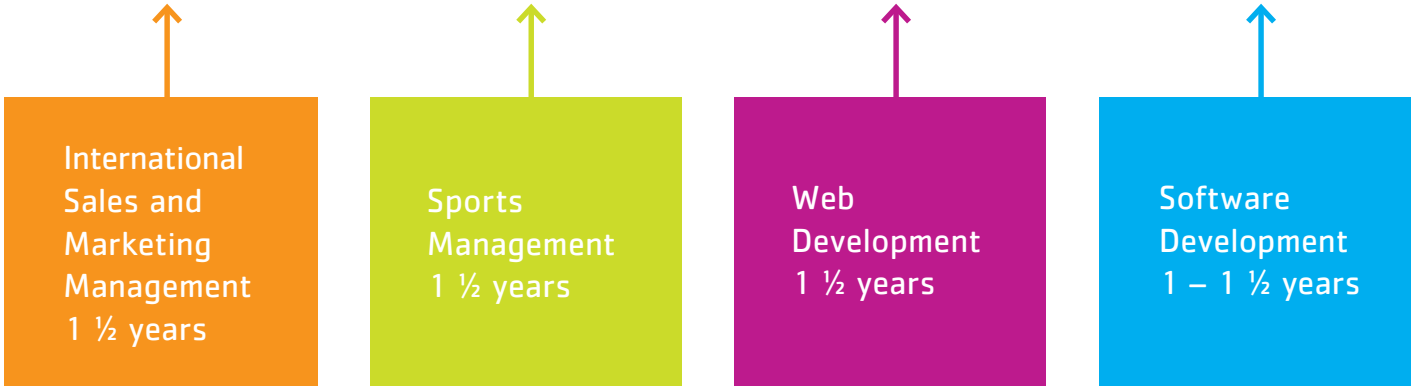 International
Sales and
Marketing
Management
1 ½ years
Sports
Management
1 ½ years
Web
Development
1 ½ years
Software
Development
1 – 1 ½ years